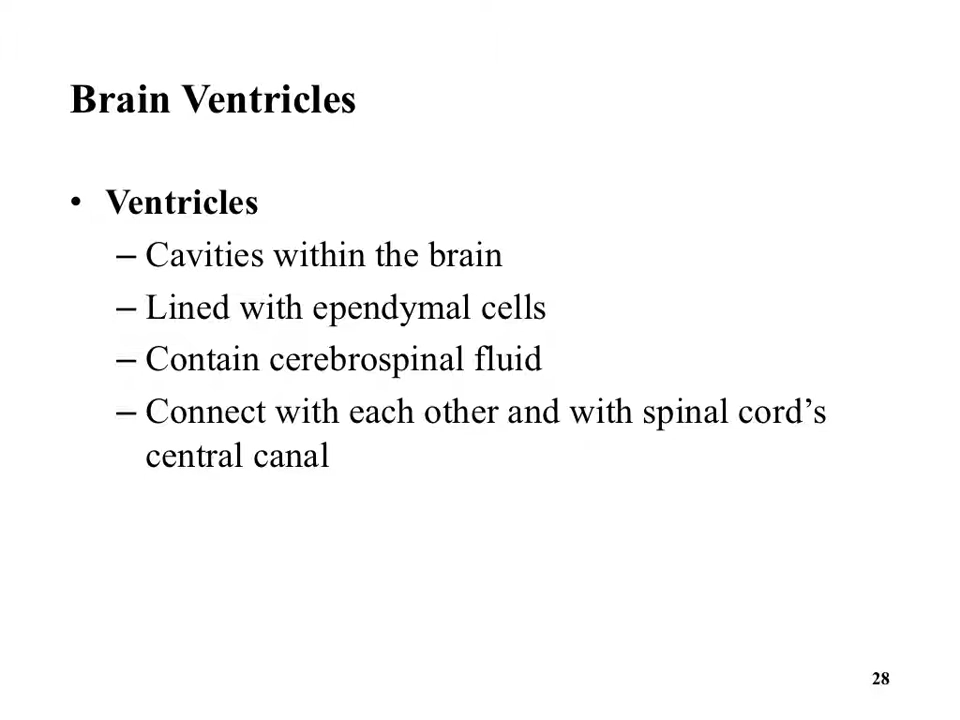 Brain Ventricles
• Ventricles
– Cavities within the brain
– Lined with ependymal cells
– Contain cerebrospinal fluid
– Connect with each other and with spinal cord’s
central canal
28